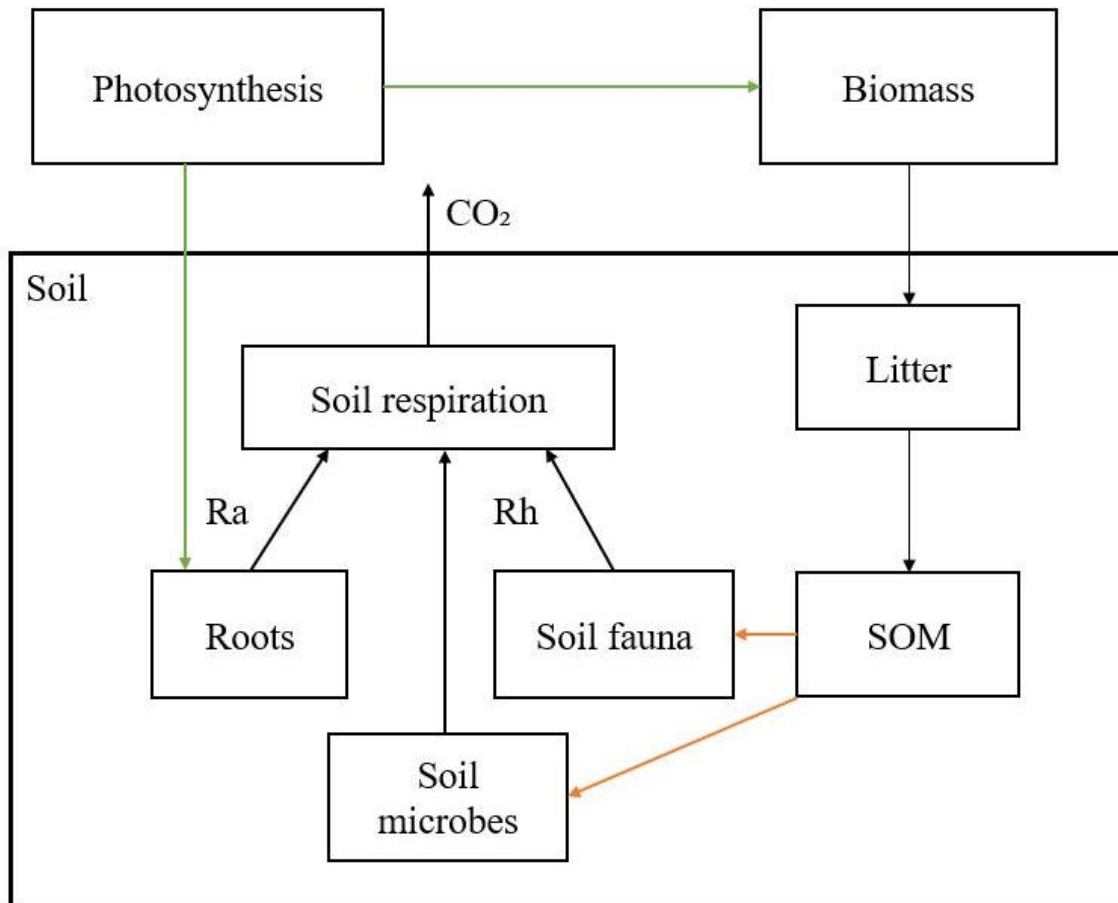 Photosynthesis
Biomass
CO₂
Soil
Litter
Soil respiration
Ra
Rh
Roots
Soil fauna
SOM
Soil
microbes